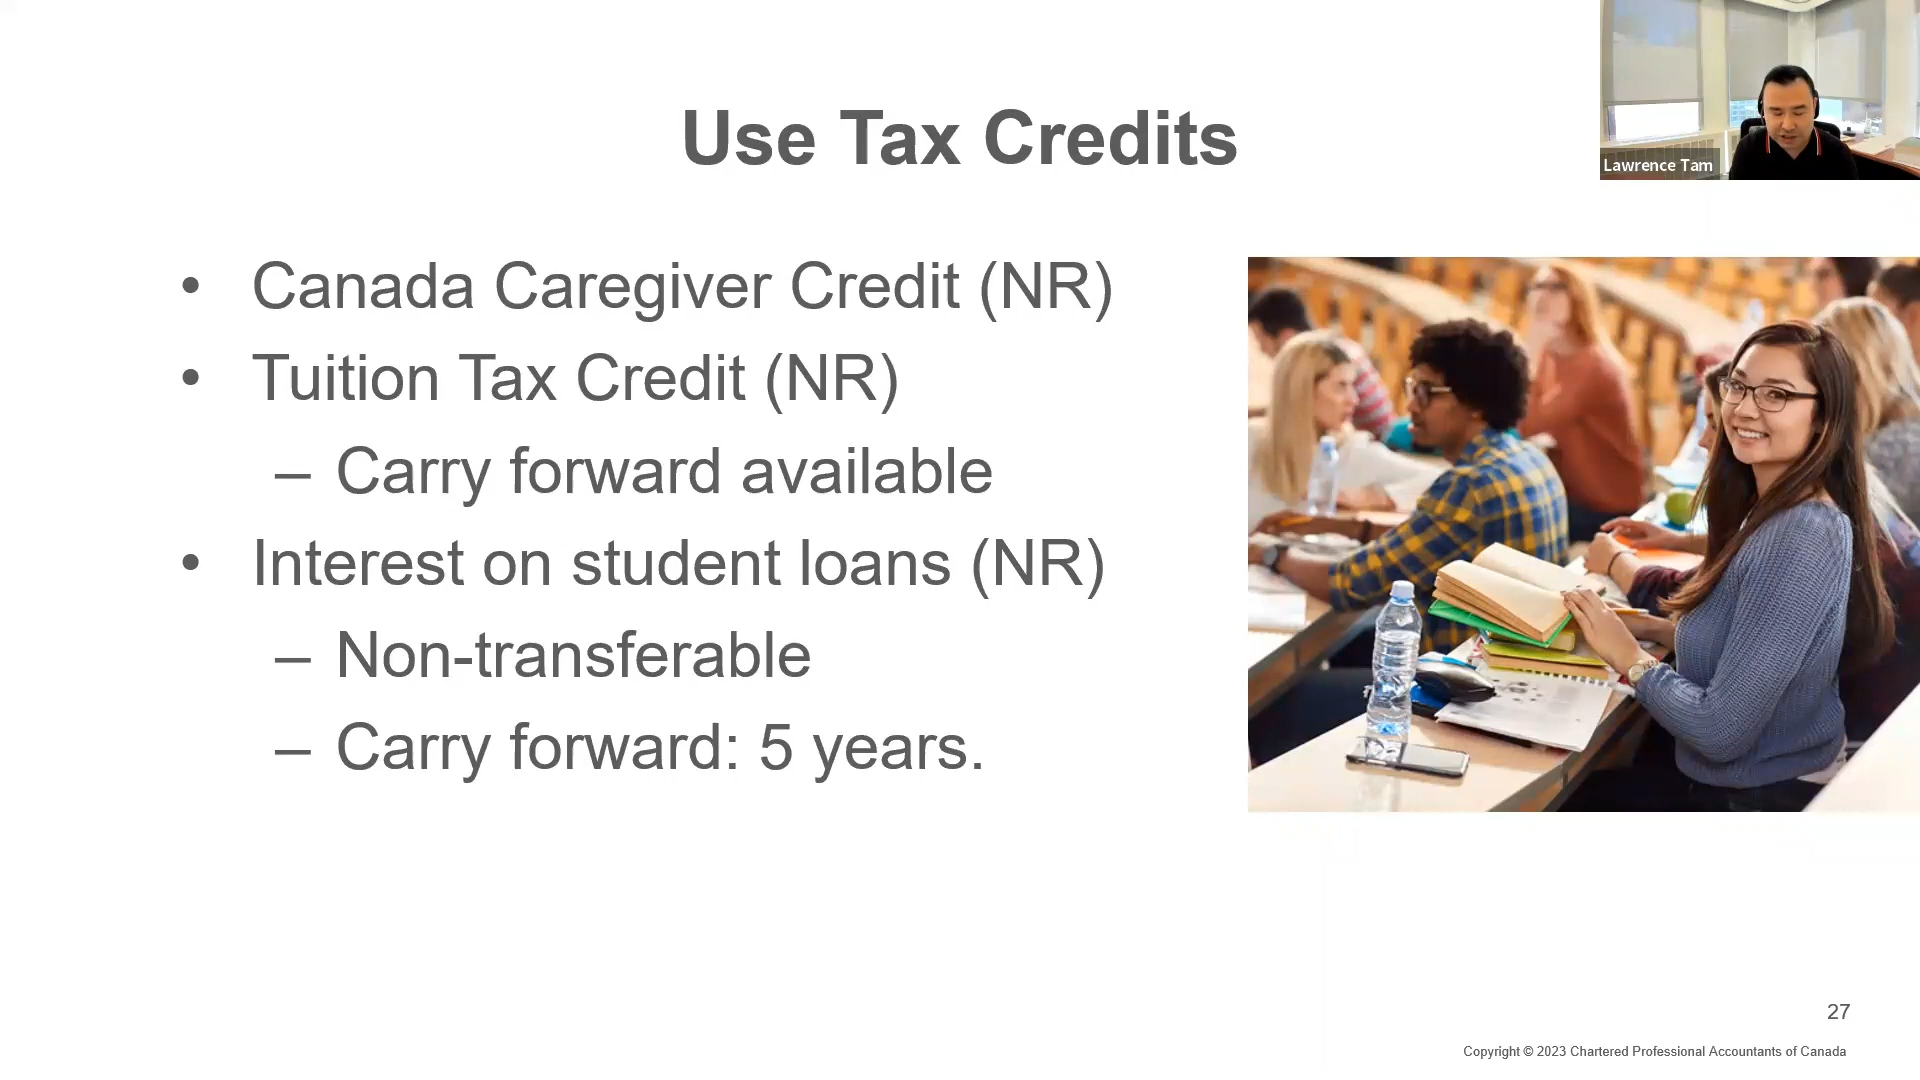 Use Tax Credits
Lawrence Tam
• Canada Caregiver Credit (NR)
• Tuition Tax Credit (NR)
– Carry forward available
• Interest on student loans (NR)
– Non-transferable
– Carry forward: 5 years.
27
Copyright © 2023 Chartered Professional Accountants of Canada